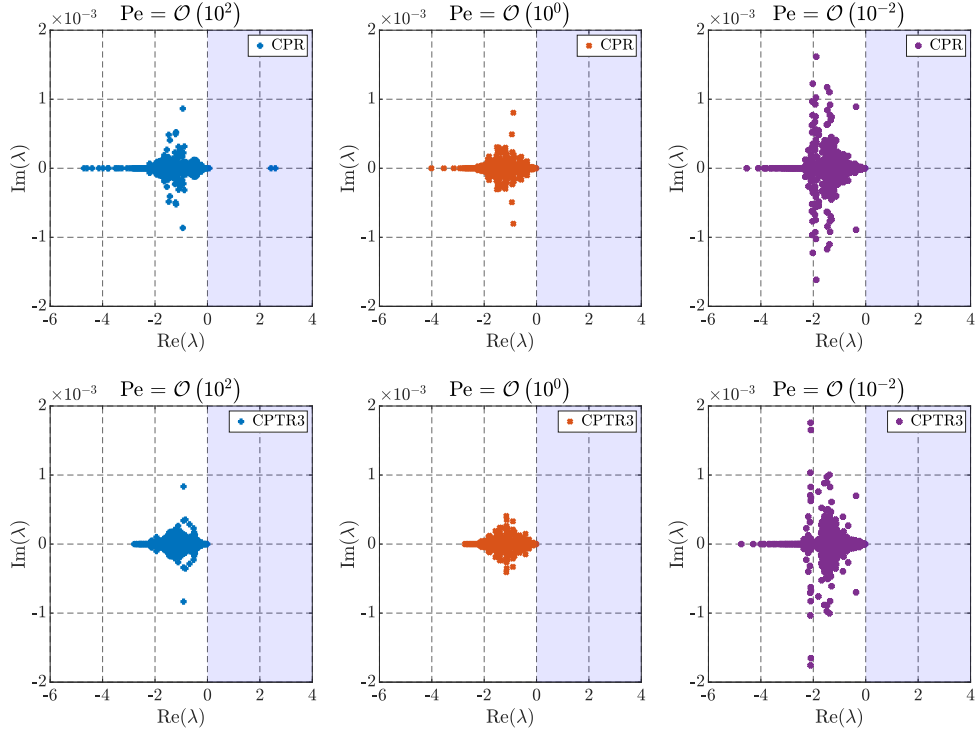 Pe = 𝒪 (10²)
×10⁻³
CPR
2
1
0
-1
-2
-6 -4 -2 0 2 4
Re(λ)
Im(λ)
Pe = 𝒪 (10⁰)
×10⁻³
CPR
2
1
0
-1
-2
-6 -4 -2 0 2 4
Re(λ)
Im(λ)
Pe = 𝒪 (10⁻²)
×10⁻³
CPR
2
1
0
-1
-2
-6 -4 -2 0 2 4
Re(λ)
Im(λ)
Pe = 𝒪 (10²)
×10⁻³
CPTR3
2
1
0
-1
-2
-6 -4 -2 0 2 4
Re(λ)
Im(λ)
Pe = 𝒪 (10⁰)
×10⁻³
CPTR3
2
1
0
-1
-2
-6 -4 -2 0 2 4
Re(λ)
Im(λ)
Pe = 𝒪 (10⁻²)
×10⁻³
CPTR3
2
1
0
-1
-2
-6 -4 -2 0 2 4
Re(λ)
Im(λ)